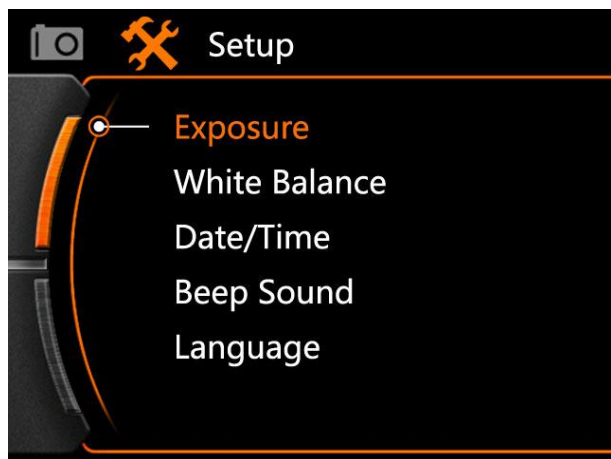 Setup
Exposure
White Balance
Date/Time
Beep Sound
Language